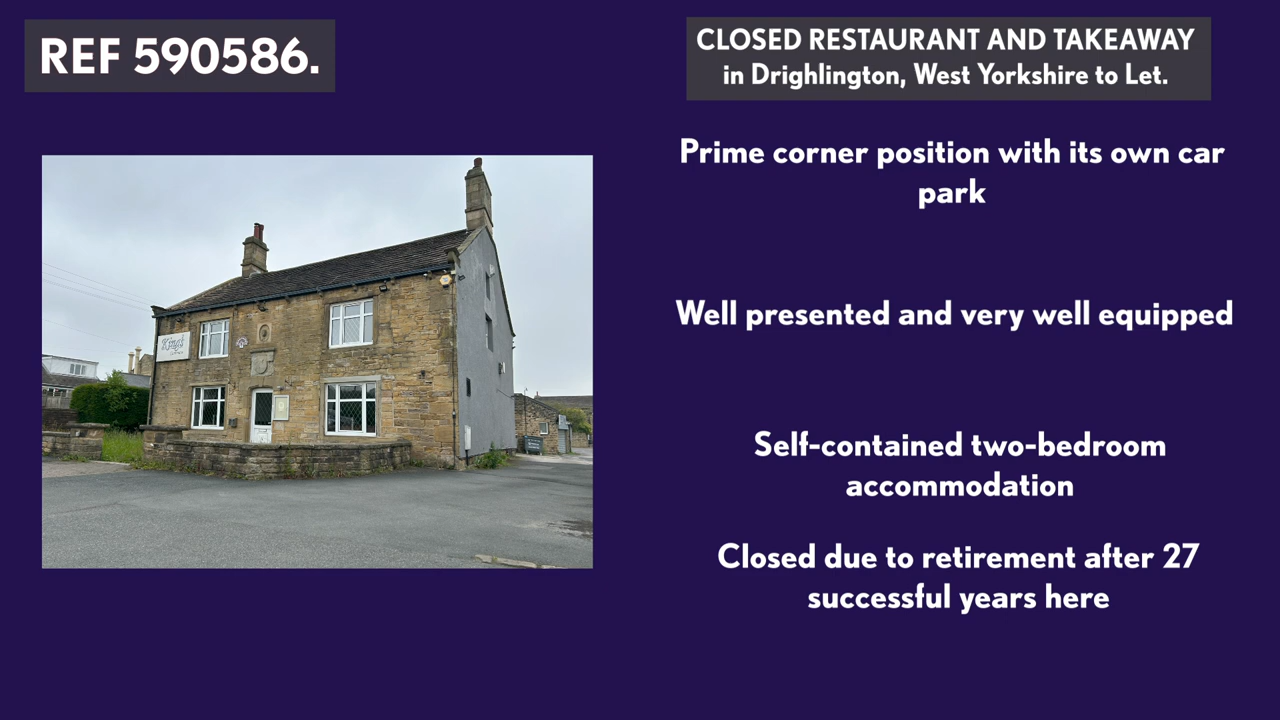 REF 590586.
CLOSED RESTAURANT AND TAKEAWAY
in Drighlington, West Yorkshire to Let.
Prime corner position with its own car
park
Well presented and very well equipped
Self-contained two-bedroom
accommodation
Closed due to retirement after 27
successful years here
King's